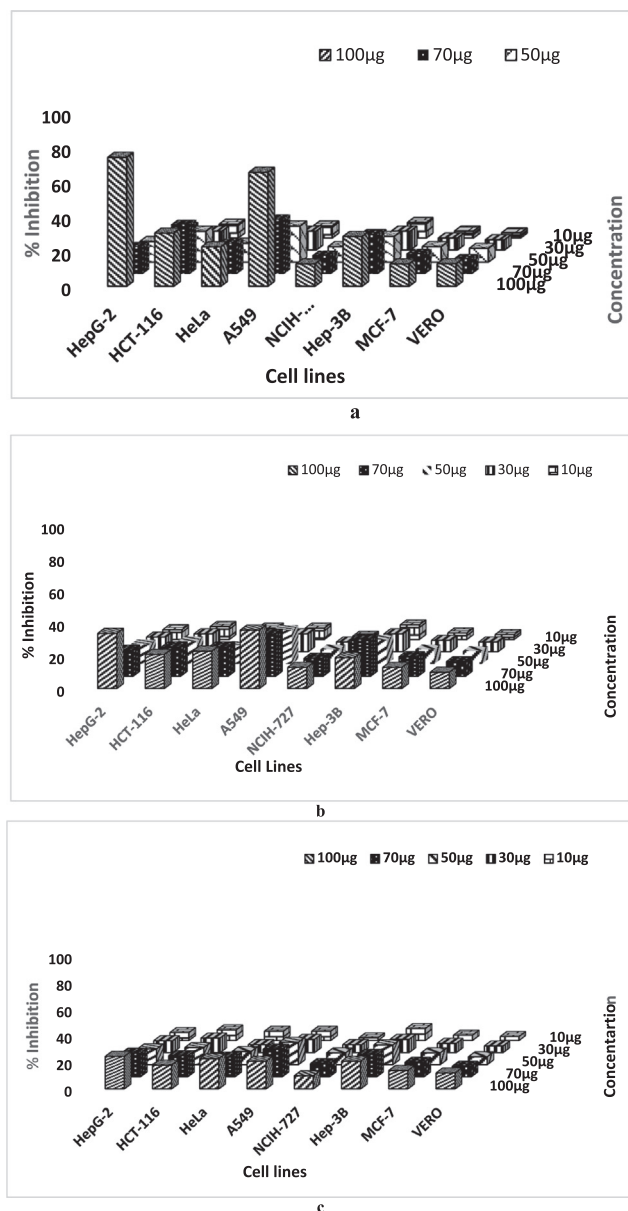 100µg 70µg 50µg
100
80
60
40
20
0
% Inhibition
10µg
30µg
50µg
70µg
100µg
Concentration
HepG-2 HCT-116 HeLa A549 NCIH-... Hep-3B MCF-7 VERO
Cell lines
a
100µg 70µg 50µg 30µg 10µg
100
80
60
40
20
0
% Inhibition
10µg
30µg
50µg
70µg
100µg
Concentration
HepG-2 HCT-116 HeLa A549 NCIH-727 Hep-3B MCF-7 VERO
Cell Lines
b
100µg 70µg 50µg 30µg 10µg
100
80
60
40
20
0
% Inhibition
10µg
30µg
50µg
70µg
100µg
Concentartion
HepG-2 HCT-116 HeLa A549 NCIH-727 Hep-3B MCF-7 VERO
Cell lines
c